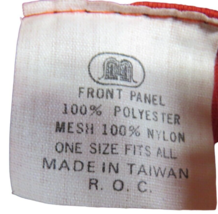 FRONT PANEL
100% POLYESTER
MESH 100% NYLON
ONE SIZE FITS ALL
MADE IN TAIWAN
R. O. C.